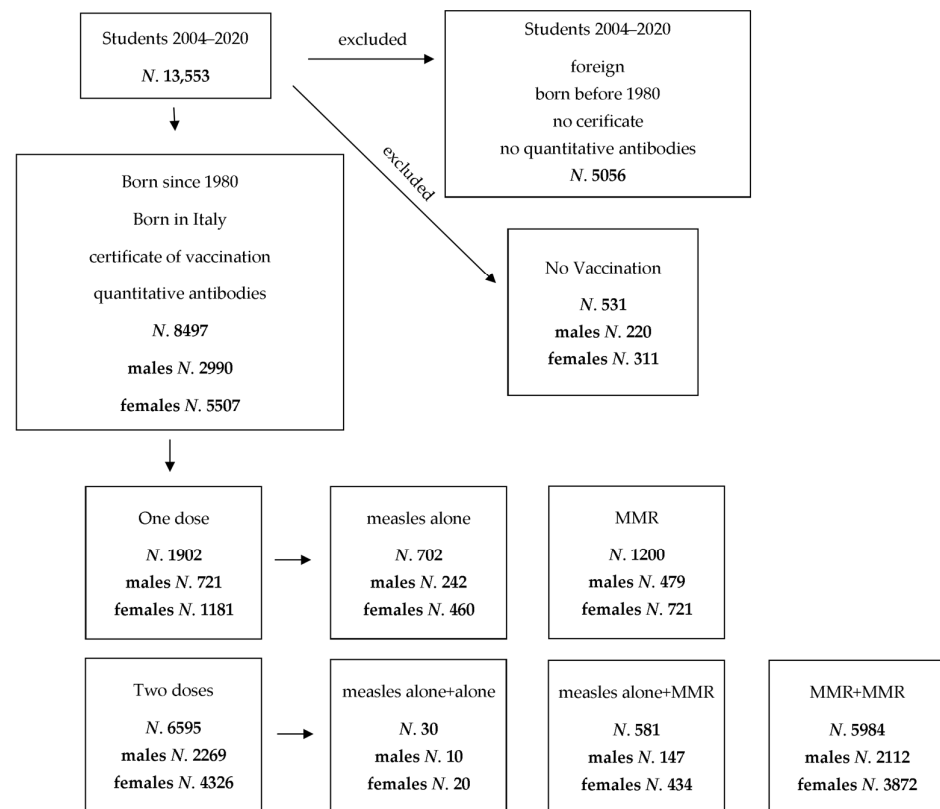 Students 2004–2020
N. 13,553
excluded
Students 2004–2020
foreign
born before 1980
no cerificate
no quantitative antibodies
N. 5056
excluded
Born since 1980
Born in Italy
certificate of vaccination
quantitative antibodies
N. 8497
males N. 2990
females N. 5507
No Vaccination
N. 531
males N. 220
females N. 311
One dose
N. 1902
males N. 721
females N. 1181
measles alone
N. 702
males N. 242
females N. 460
MMR
N. 1200
males N. 479
females N. 721
Two doses
N. 6595
males N. 2269
females N. 4326
measles alone+alone
N. 30
males N. 10
females N. 20
measles alone+MMR
N. 581
males N. 147
females N. 434
MMR+MMR
N. 5984
males N. 2112
females N. 3872